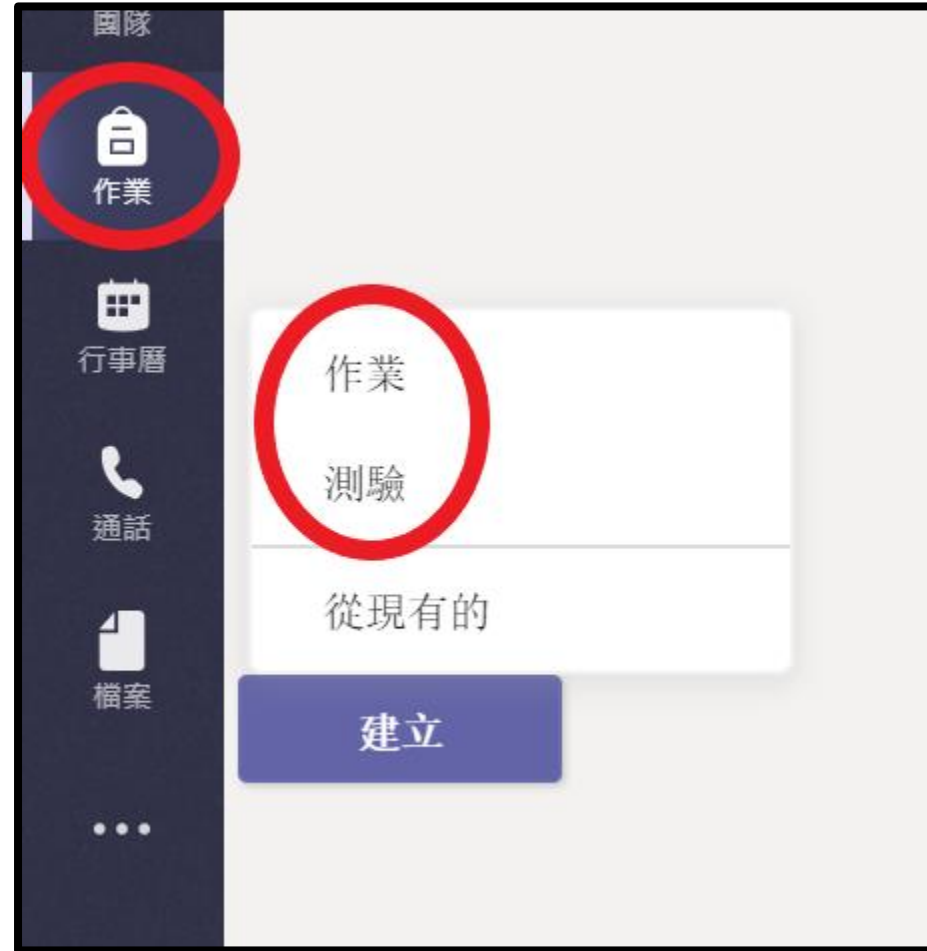 團隊
作業
行事曆
通話
檔案
作業
測驗
從現有的
建立